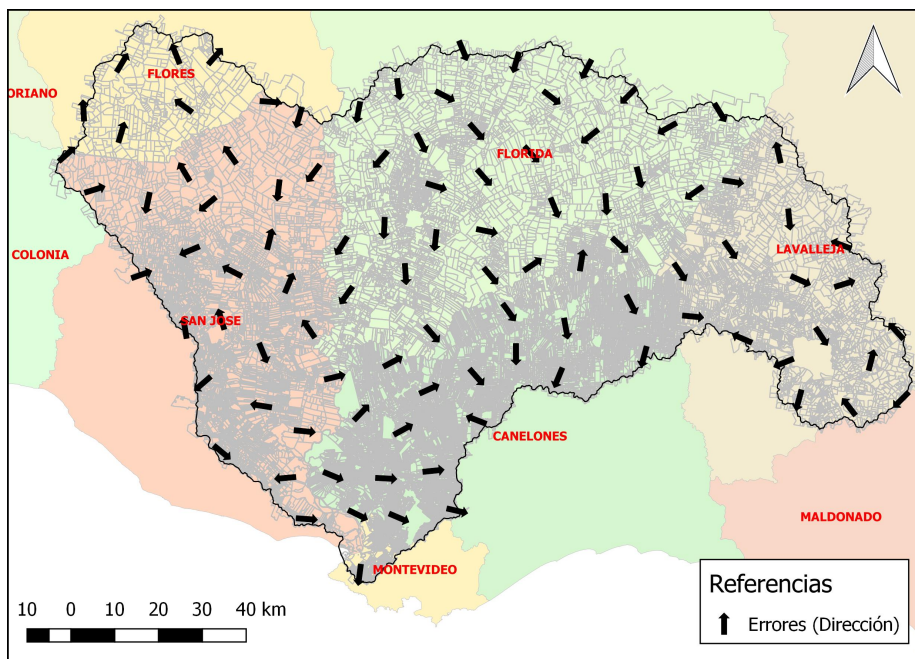 FLORES
ORIANO
FLORIDA
COLONIA
LAVALLEJA
SAN JOSE
CANELONES
MALDONADO
MONTEVIDEO
Referencias
Errores (Dirección)
10 0 10 20 30 40 km